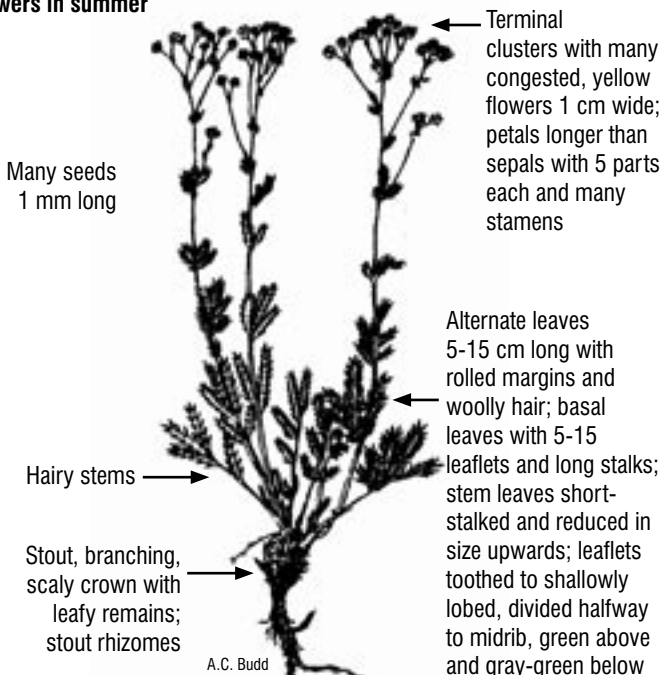 wers in summer
Terminal
clusters with many
congested, yellow
flowers 1 cm wide;
petals longer than
sepals with 5 parts
each and many
stamens
Many seeds
1 mm long
Alternate leaves
5-15 cm long with
rolled margins and
woolly hair; basal
leaves with 5-15
leaflets and long stalks;
stem leaves short-
stalked and reduced in
size upwards; leaflets
toothed to shallowly
lobed, divided halfway
to midrib, green above
and gray-green below
Hairy stems
Stout, branching,
scaly crown with
leafy remains;
stout rhizomes
A.C. Budd